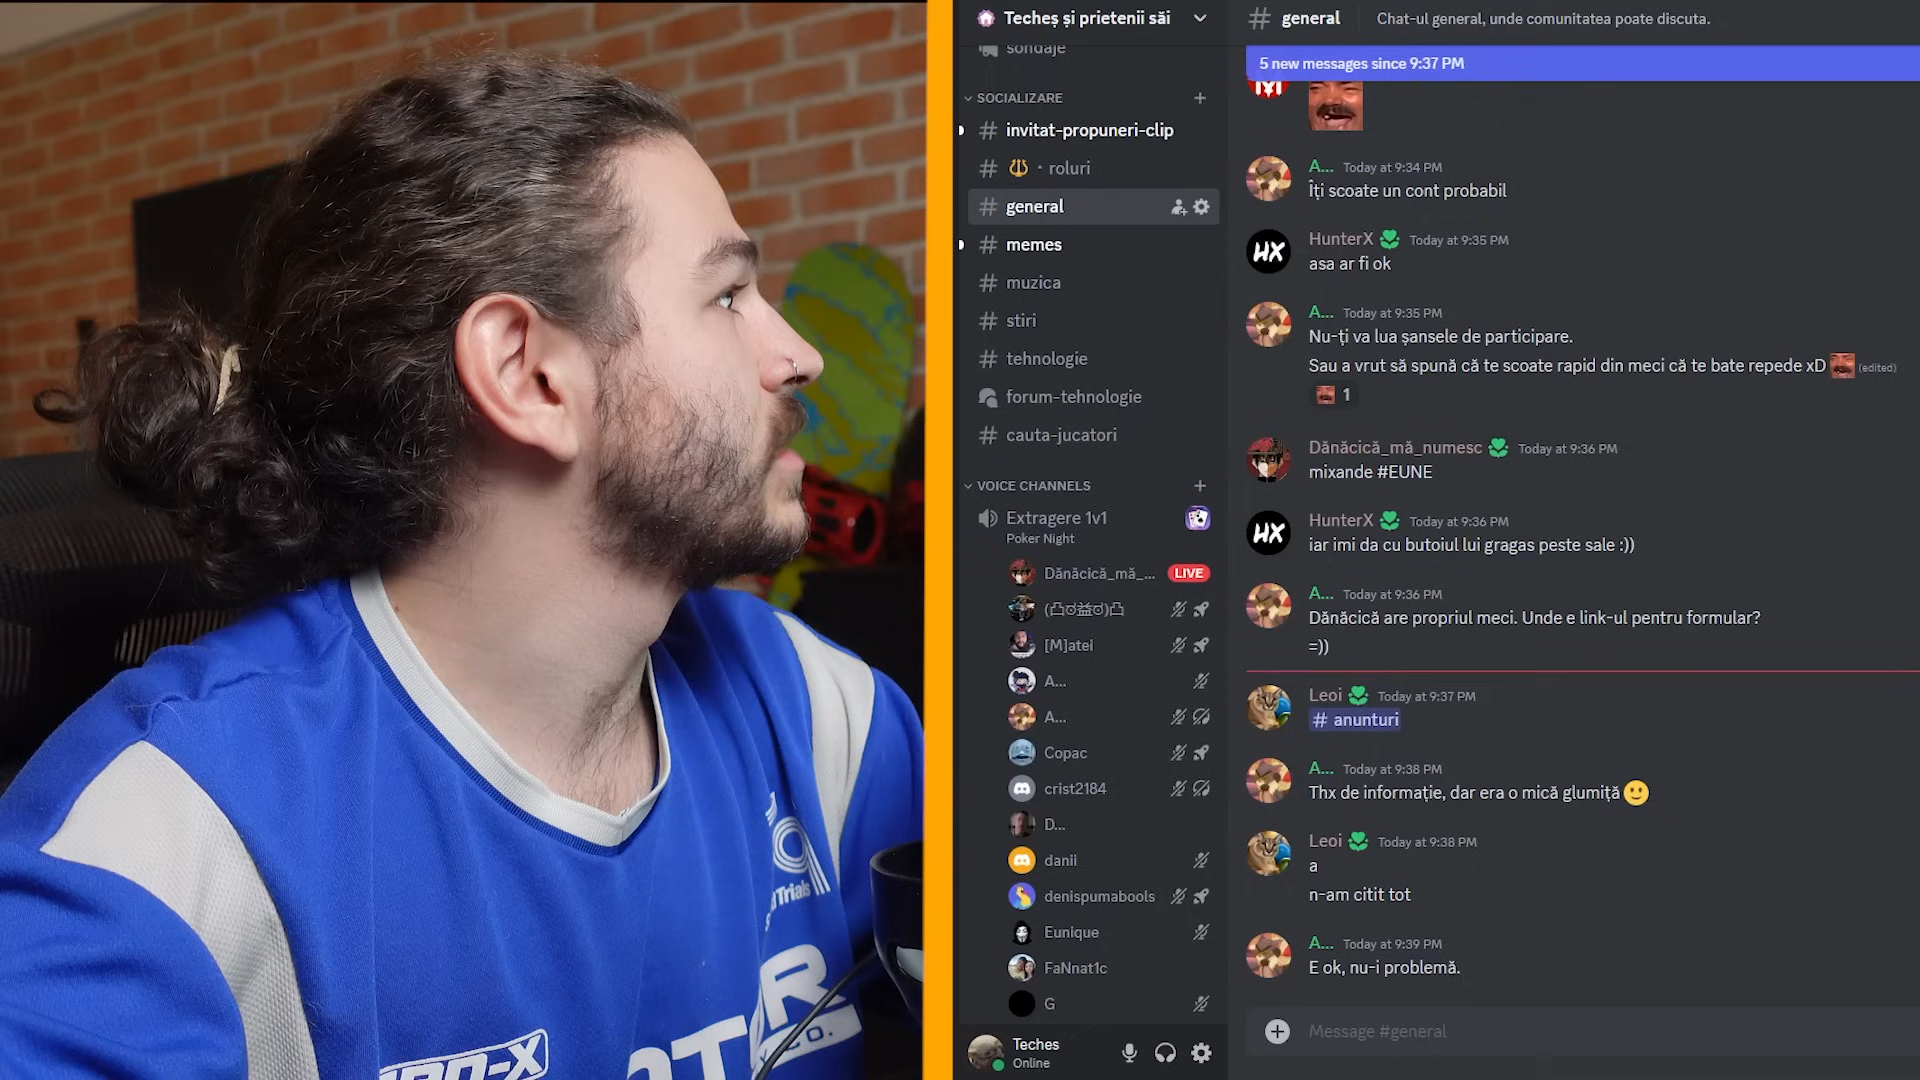 Techeș și prietenii săi
sondaje
SOCIALIZARE
invitat-propuneri-clip
· roluri
general
memes
muzica
stiri
tehnologie
forum-tehnologie
cauta-jucatori
VOICE CHANNELS
Extragere 1v1
Poker Night
Dănăcică_mă_...
LIVE
(凸ಠ益ಠ)凸
[M]atei
A...
A...
Copac
crist2184
D...
danii
denispumabools
Eunique
FaNnat1c
G
Teches
Online
# general
Chat-ul general, unde comunitatea poate discuta.
5 new messages since 9:37 PM
A... Today at 9:34 PM
Îți scoate un cont probabil
HX
HunterX Today at 9:35 PM
asa ar fi ok
A... Today at 9:35 PM
Nu-ți va lua șansele de participare.
Sau a vrut să spună că te scoate rapid din meci că te bate repede xD (edited)
1
Dănăcică_mă_numesc Today at 9:36 PM
mixande #EUNE
HX
HunterX Today at 9:36 PM
iar imi da cu butoiul lui gragas peste sale :))
A... Today at 9:36 PM
Dănăcică are propriul meci. Unde e link-ul pentru formular?
=))
Leoi Today at 9:37 PM
# anunturi
A... Today at 9:38 PM
Thx de informație, dar era o mică glumiță
Leoi Today at 9:38 PM
a
n-am citit tot
A... Today at 9:39 PM
E ok, nu-i problemă.
Message #general
Trials
CO.